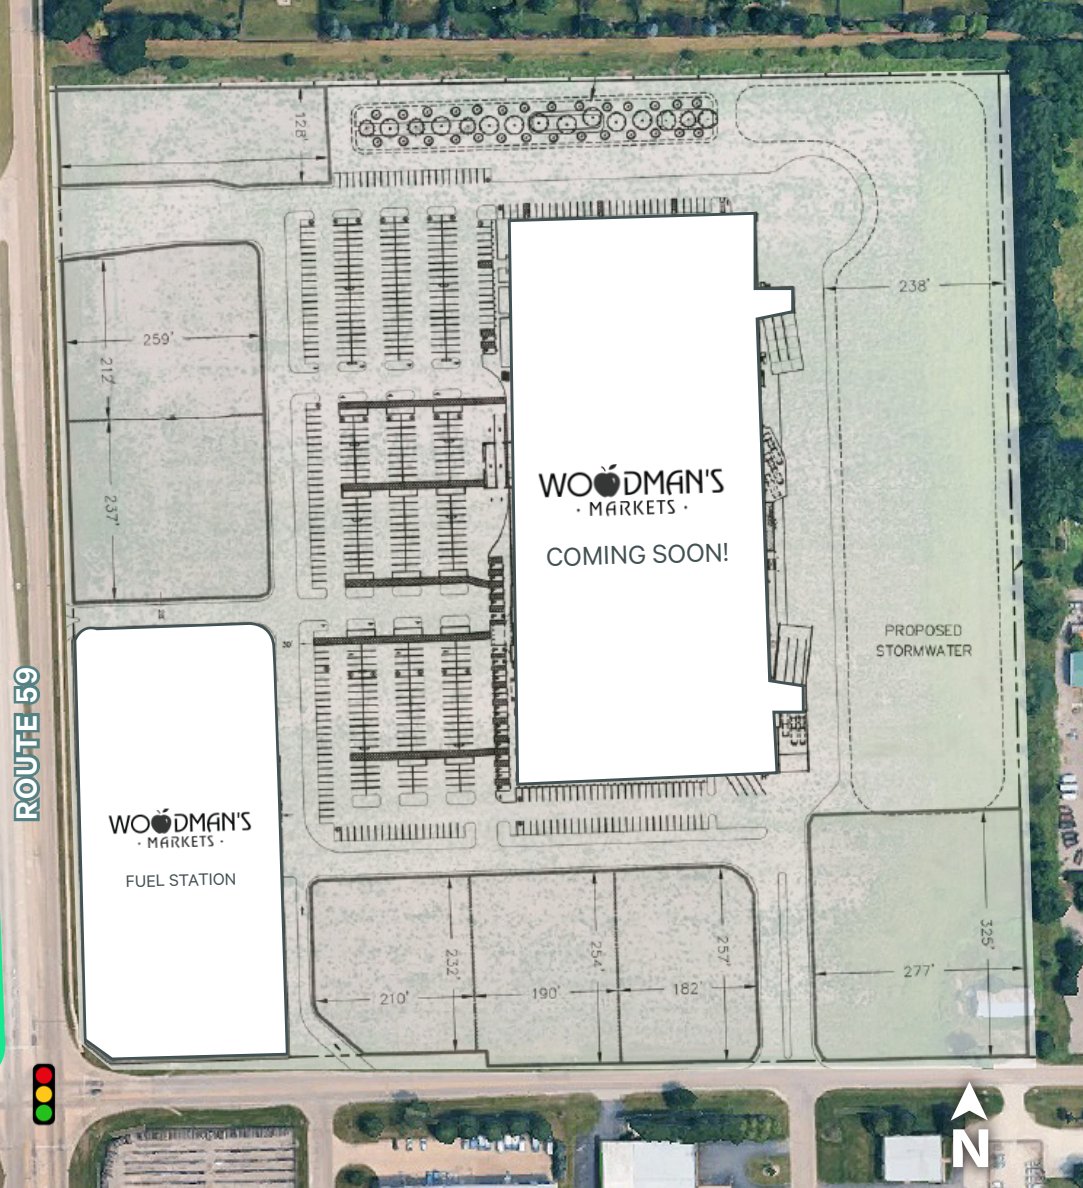 128'
238'
259'
212'
237'
WOODMAN'S
· MARKETS ·
COMING SOON!
PROPOSED
STORMWATER
ROUTE 59
WOODMAN'S
· MARKETS ·
FUEL STATION
232'
254'
257'
325'
210'
190'
182'
277'
N